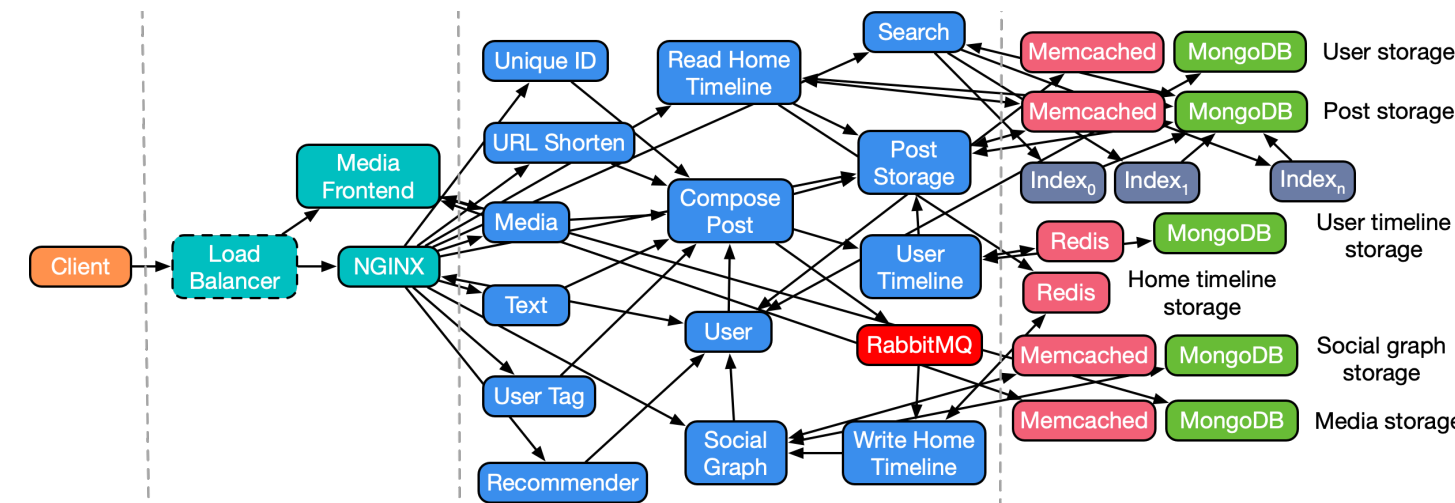 Client
Load
Balancer
Media
Frontend
NGINX
Unique ID
URL Shorten
Media
Text
User Tag
Recommender
Read Home
Timeline
Compose
Post
User
Social
Graph
Search
Post
Storage
User
Timeline
RabbitMQ
Write Home
Timeline
Memcached
MongoDB
User storage
Memcached
MongoDB
Post storage
Index0
Index1
Indexn
Redis
MongoDB
User timeline
storage
Redis
Home timeline
storage
Memcached
MongoDB
Social graph
storage
Memcached
MongoDB
Media storage